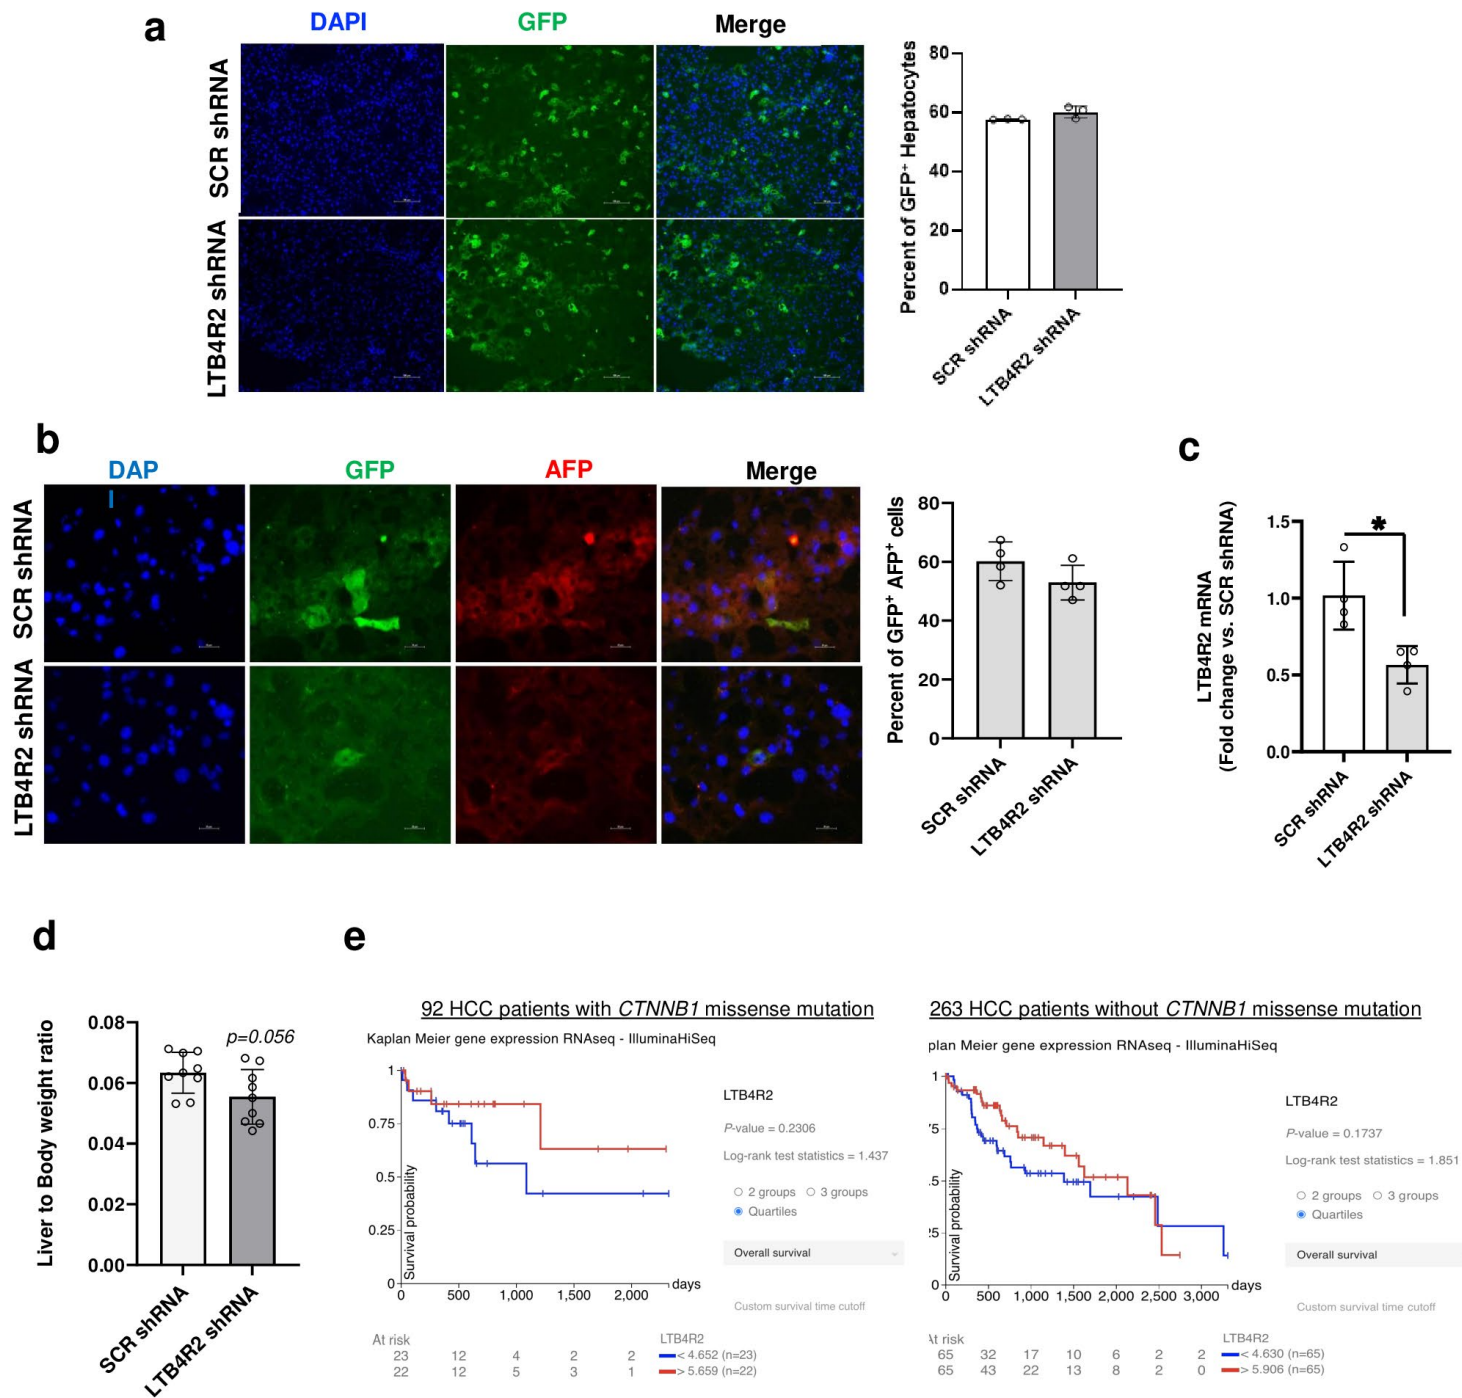 a
DAPI
GFP
Merge
SCR shRNA
LTB4R2 shRNA
Percent of GFP+ Hepatocytes
80
60
40
20
0
SCR shRNA
LTB4R2 shRNA
b
DAP
I
GFP
AFP
Merge
SCR shRNA
LTB4R2 shRNA
Percent of GFP+ AFP+ cells
80
60
40
20
0
SCR shRNA
LTB4R2 shRNA
c
LTB4R2 mRNA
(Fold change vs. SCR shRNA)
1.5
1.0
0.5
0.0
*
SCR shRNA
LTB4R2 shRNA
d
Liver to Body weight ratio
0.08
0.06
0.04
0.02
0.00
p=0.056
SCR shRNA
LTB4R2 shRNA
e
92 HCC patients with CTNNB1 missense mutation
Kaplan Meier gene expression RNAseq - IlluminaHiSeq
1
0.75
0.5
0.25
0
Survival probability
0 500 1,000 1,500 2,000 days
LTB4R2
P-value = 0.2306
Log-rank test statistics = 1.437
2 groups 3 groups
Quartiles
Overall survival
Custom survival time cutoff
At risk
23 12 4 2 2
22 12 5 3 1
LTB4R2
< 4.652 (n=23)
> 5.659 (n=22)
263 HCC patients without CTNNB1 missense mutation
plan Meier gene expression RNAseq - IlluminaHiSeq
1
75
.5
25
0
Survival probability
0 500 1,000 1,500 2,000 2,500 3,000 days
LTB4R2
P-value = 0.1737
Log-rank test statistics = 1.851
2 groups 3 groups
Quartiles
Overall survival
Custom survival time cutoff
At risk
65 32 17 10 6 2 2
65 43 22 13 8 2 0
LTB4R2
< 4.630 (n=65)
> 5.906 (n=65)